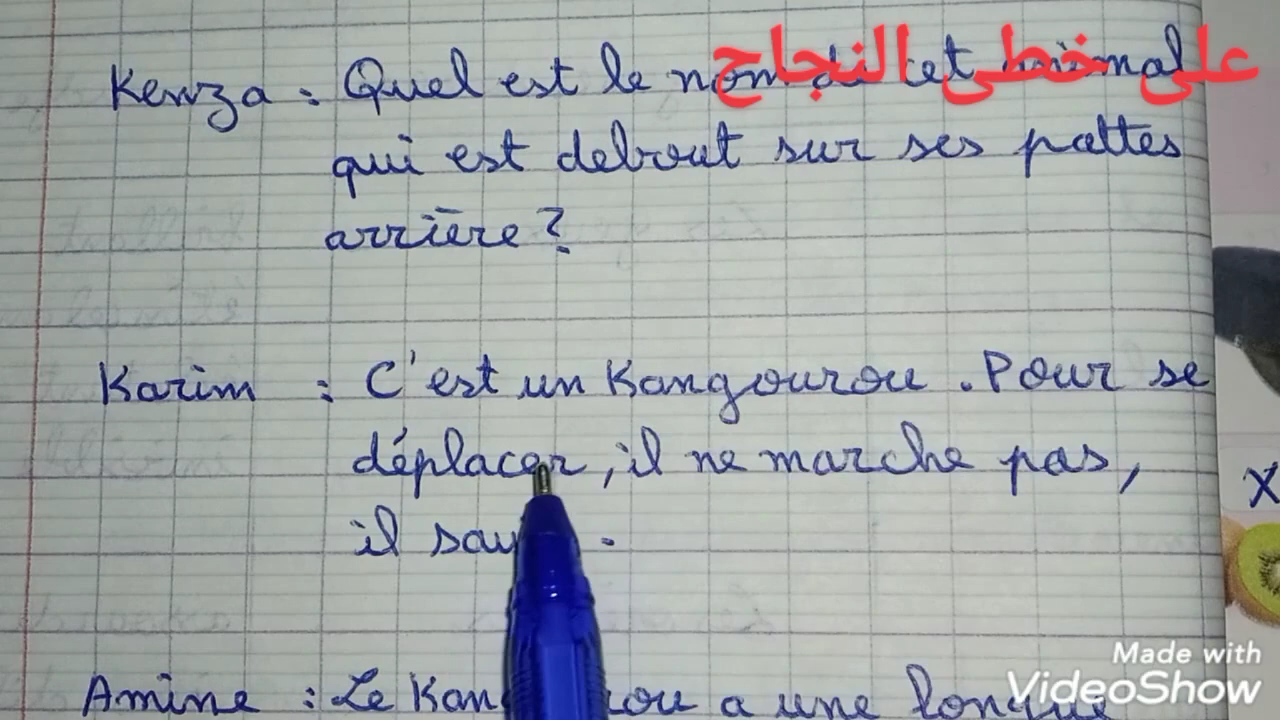 على خطى النجاح
Kenza : Quel est le nom de cet animal
qui est debout sur ses pattes
arrière ?
Karim : C'est un Kangourou . Pour se
déplacer, il ne marche pas,
il .
Amine : Le a une longue
X
Made with
VideoShow